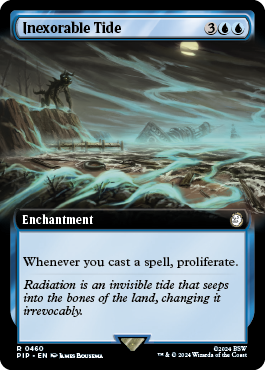 Inexorable Tide 3
Enchantment
Whenever you cast a spell, proliferate.
Radiation is an invisible tide that seeps
into the bones of the land, changing it
irrevocably.
R 0460 ©2024 BSW
PIP • EN James Bousema ™ & © 2024 Wizards of the Coast